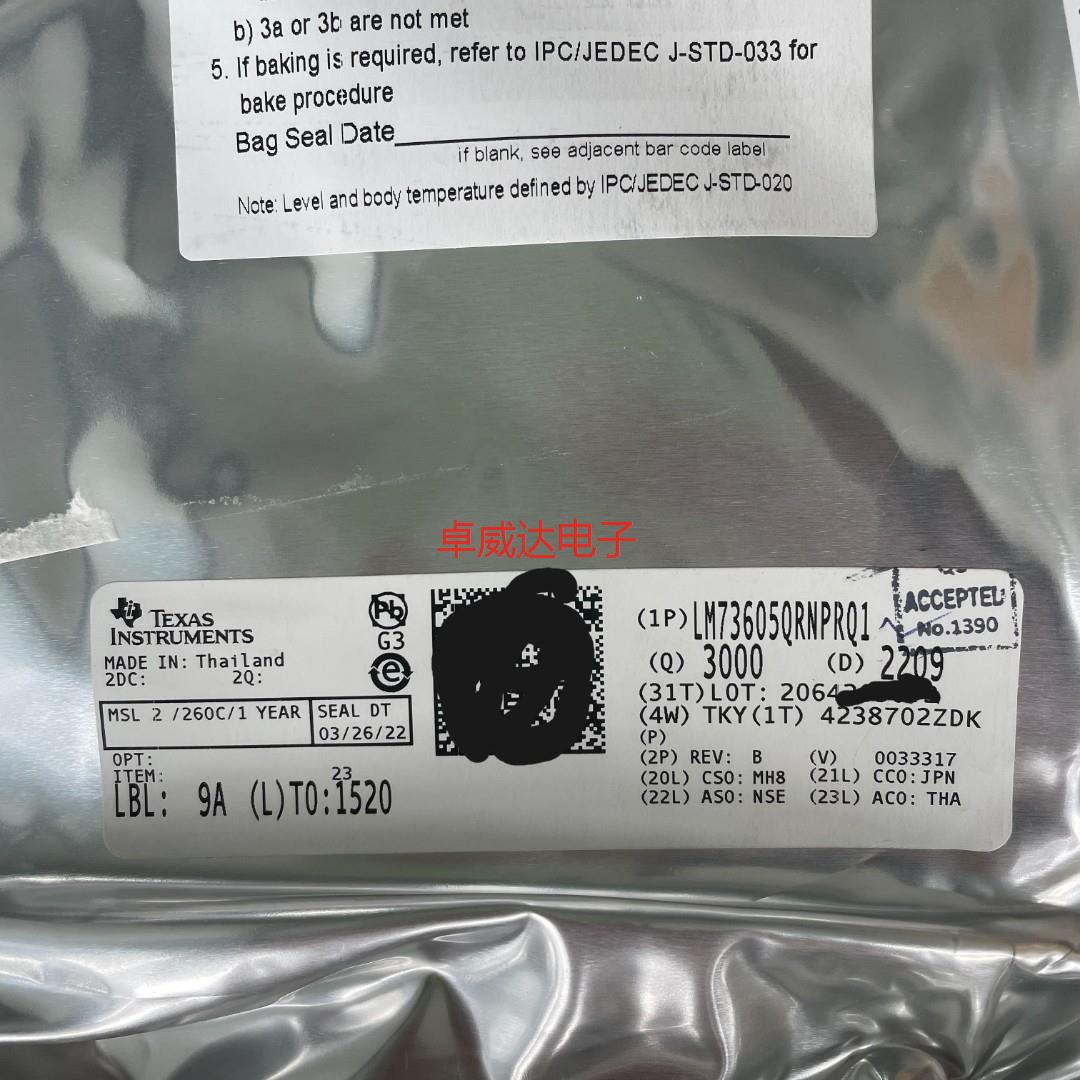 b) 3a or 3b are not met
5. If baking is required, refer to IPC/JEDEC J-STD-033 for
bake procedure
Bag Seal Date
if blank, see adjacent bar code label
Note: Level and body temperature defined by IPC/JEDEC J-STD-020
卓威达电子
TEXAS
INSTRUMENTS
MADE IN: Thailand
2DC: 2Q:
Pb
G3
e
MSL 2 /260C/1 YEAR
SEAL DT
03/26/22
OPT:
ITEM: 23
LBL: 9A (L)TO:1520
(1P) LM73605QRNPRQ1
(Q) 3000 (D) 2209
(31T) LOT: 2064
(4W) TKY(1T) 4238702ZDK
(P)
(2P) REV: B (V) 0033317
(20L) CSO: MH8 (21L) CCO:JPN
(22L) ASO: NSE (23L) ACO: THA
ACCEPTED
No.1390